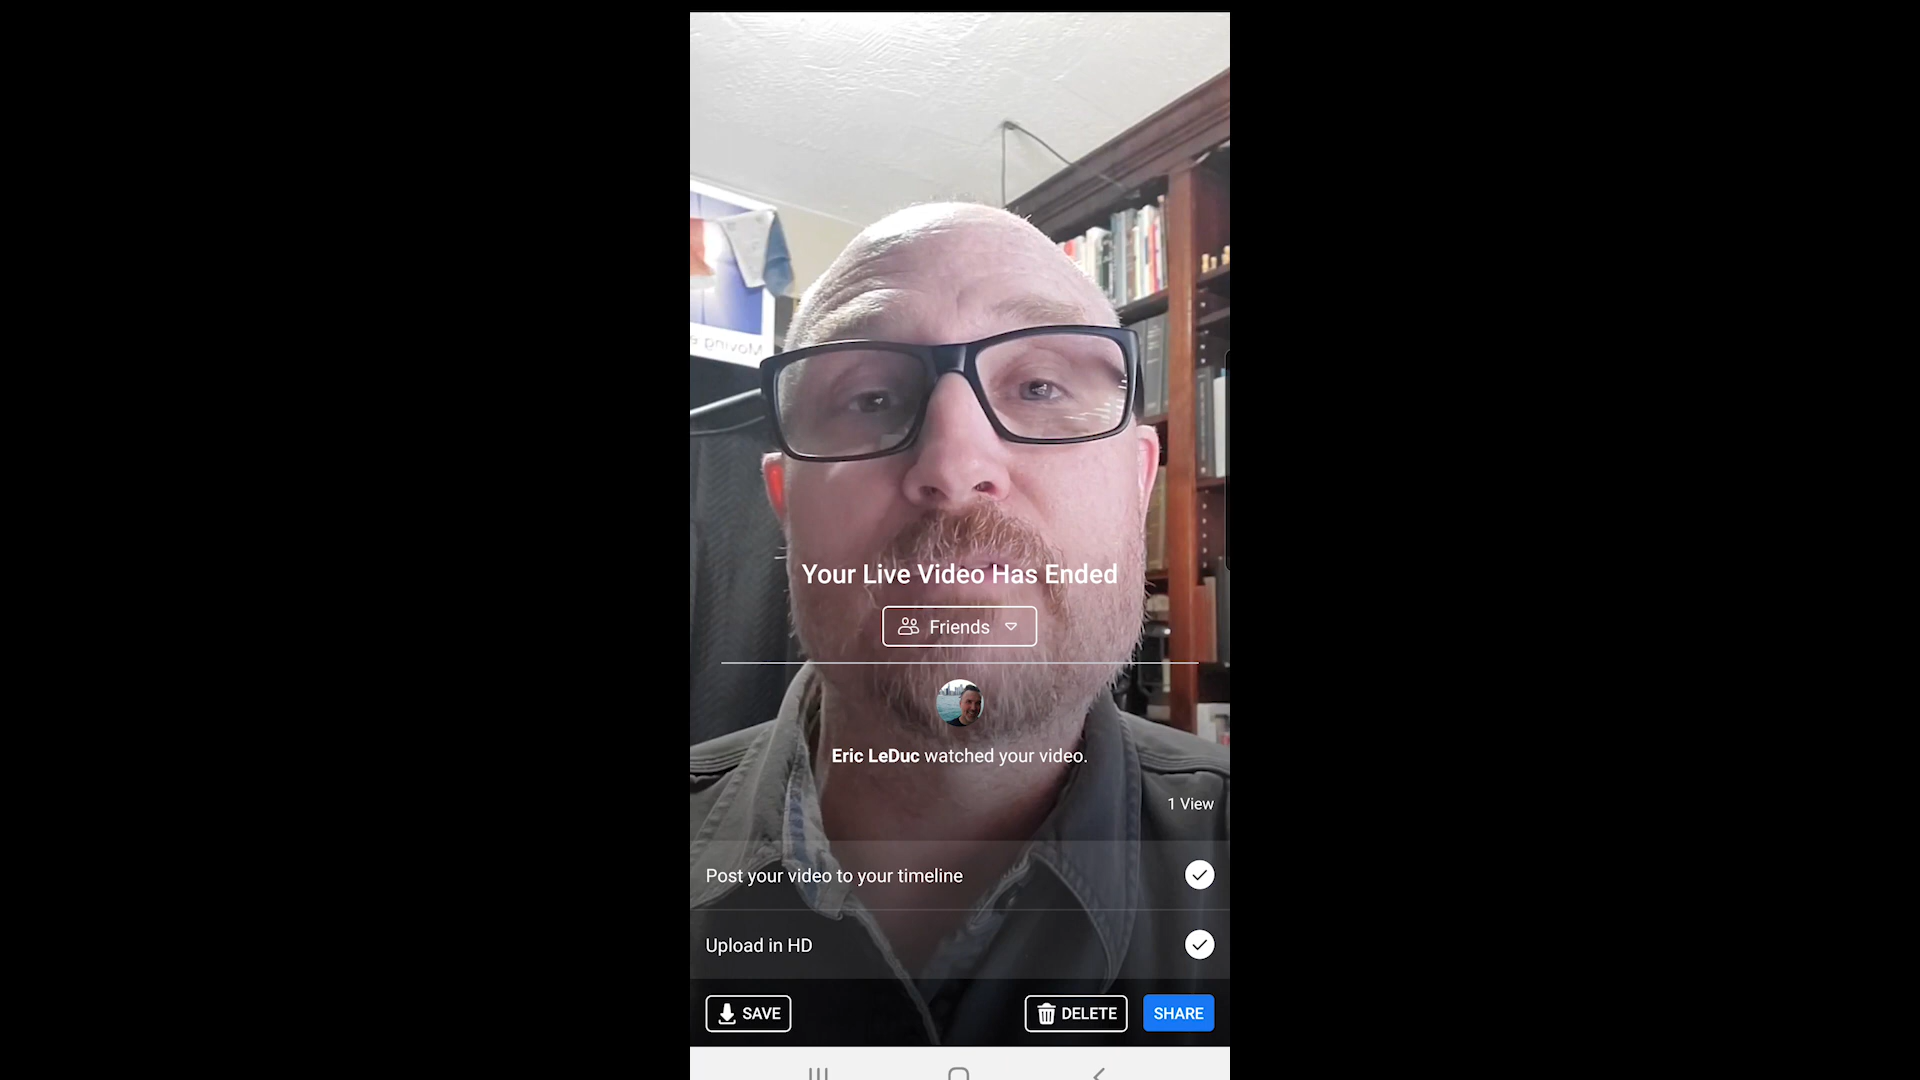 Your Live Video Has Ended
Friends
Eric LeDuc watched your video.
1 View
Post your video to your timeline
Upload in HD
SAVE
DELETE
SHARE